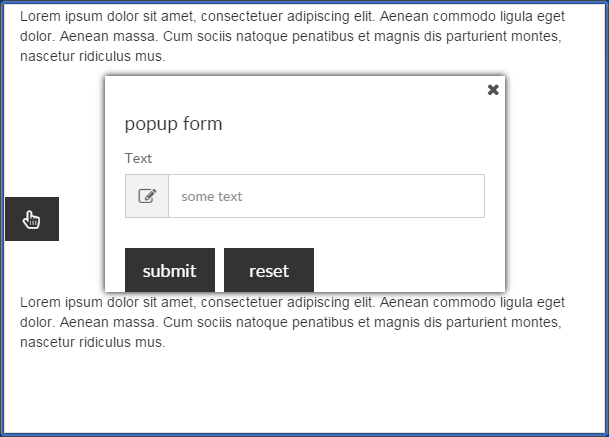 Lorem ipsum dolor sit amet, consectetuer adipiscing elit. Aenean commodo ligula eget
dolor. Aenean massa. Cum sociis natoque penatibus et magnis dis parturient montes,
nascetur ridiculus mus.
popup form
Text
some text
submit reset
Lorem ipsum dolor sit amet, consectetuer adipiscing elit. Aenean commodo ligula eget
dolor. Aenean massa. Cum sociis natoque penatibus et magnis dis parturient montes,
nascetur ridiculus mus.